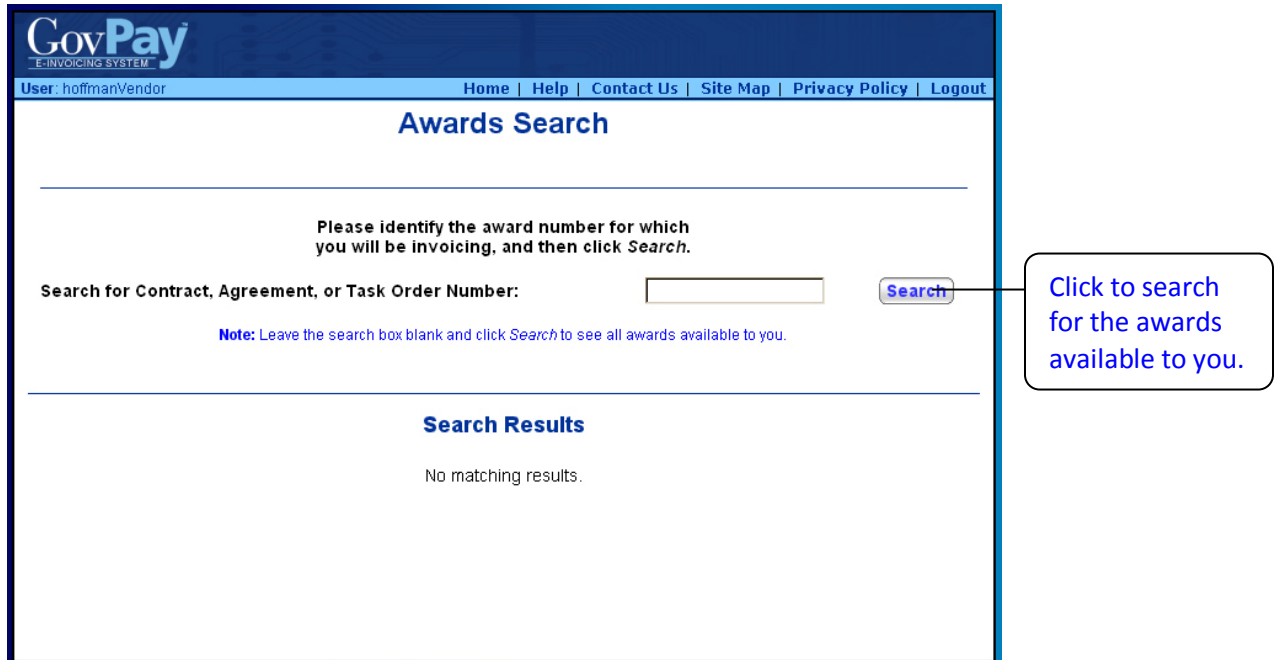 GovPay
E-INVOICING SYSTEM
User: hoffmanVendor
Home | Help | Contact Us | Site Map | Privacy Policy | Logout
Awards Search
Please identify the award number for which
you will be invoicing, and then click Search.
Search for Contract, Agreement, or Task Order Number:
Search
Note: Leave the search box blank and click Search to see all awards available to you.
Click to search
for the awards
available to you.
Search Results
No matching results.